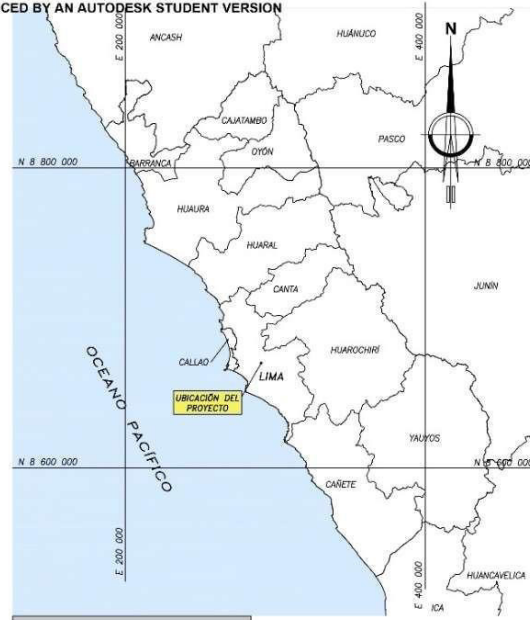 CED BY AN AUTODESK STUDENT VERSION
E 200 000
E 400 000
ANCASH
HUÁNUCO
N
CAJATAMBO
PASCO
OYÓN
N 8 800 000
BARRANCA
N 8 800 000
HUAURA
HUARAL
JUNÍN
CANTA
CALLAO
HUAROCHIRÍ
LIMA
OCEANO PACÍFICO
UBICACIÓN DEL
PROYECTO
YAUYOS
N 8 600 000
N 8 600 000
CAÑETE
E 200 000
E 400 000
HUANCAVELICA
ICA